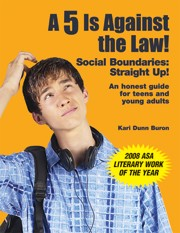 A 5 Is Against
the Law!
Social Boundaries:
Straight Up!
An honest guide
for teens and
young adults
Kari Dunn Buron
2008 ASA
LITERARY WORK
OF THE YEAR